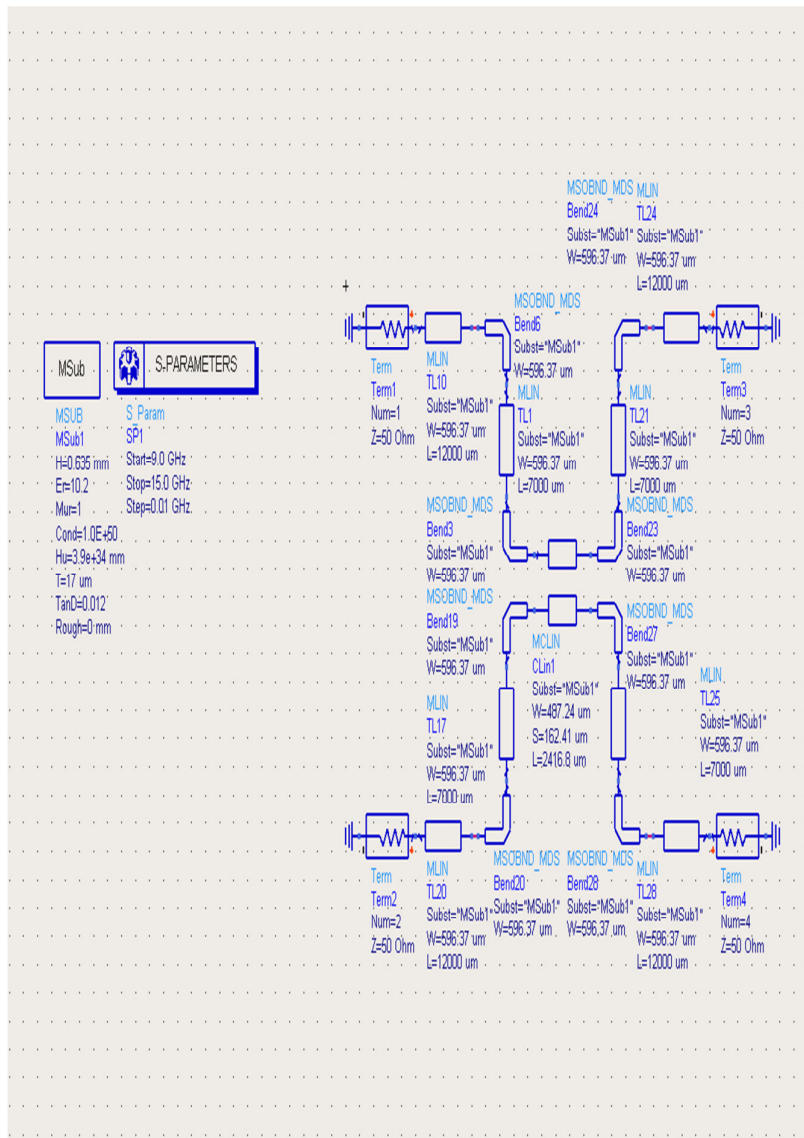 MSOBND_MDS
Bend24
Subst="MSub1"
W=596.37 um
MLIN
TL24
Subst="MSub1"
W=596.37 um
L=12000 um
MSub
S-PARAMETERS
MSUB
MSub1
H=0.635 mm
Er=10.2
Mur=1
Cond=1.0E+50
Hu=3.9e+34 mm
T=17 um
TanD=0.012
Rough=0 mm
S_Param
SP1
Start=9.0 GHz
Stop=15.0 GHz
Step=0.01 GHz
Term
Term1
Num=1
Z=50 Ohm
MLIN
TL10
Subst="MSub1"
W=596.37 um
L=12000 um
MSOBND_MDS
Bend6
Subst="MSub1"
W=596.37 um
MLIN
TL1
Subst="MSub1"
W=596.37 um
L=7000 um
MLIN
TL21
Subst="MSub1"
W=596.37 um
L=7000 um
Term
Term3
Num=3
Z=50 Ohm
MSOBND_MDS
Bend3
Subst="MSub1"
W=596.37 um
MSOBND_MDS
Bend23
Subst="MSub1"
W=596.37 um
MSOBND_MDS
Bend19
Subst="MSub1"
W=596.37 um
MCLIN
CLin1
Subst="MSub1"
W=487.24 um
S=162.41 um
L=2416.8 um
MSOBND_MDS
Bend27
Subst="MSub1"
W=596.37 um
MLIN
TL17
Subst="MSub1"
W=596.37 um
L=7000 um
MLIN
TL25
Subst="MSub1"
W=596.37 um
L=7000 um
Term
Term2
Num=2
Z=50 Ohm
MLIN
TL20
Subst="MSub1"
W=596.37 um
L=12000 um
MSOBND_MDS
Bend20
Subst="MSub1"
W=596.37 um
MSOBND_MDS
Bend28
Subst="MSub1"
W=596.37 um
MLIN
TL28
Subst="MSub1"
W=596.37 um
L=12000 um
Term
Term4
Num=4
Z=50 Ohm